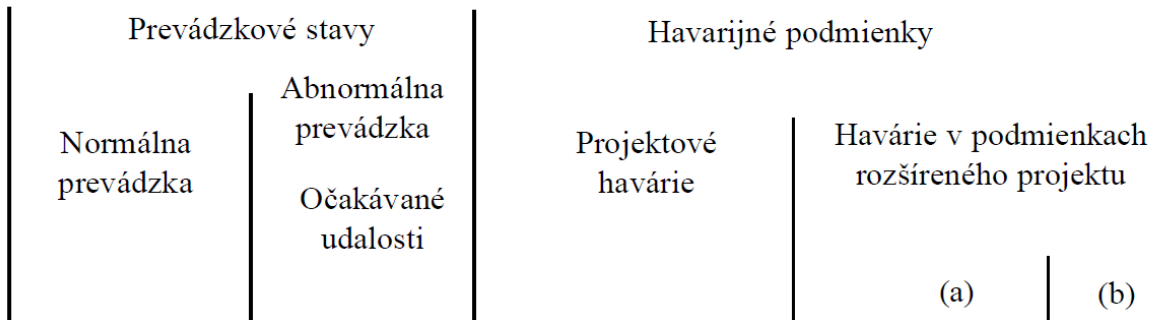 Prevádzkové stavy
Havarijné podmienky
Normálna
prevádzka
Abnormálna
prevádzka
Očakávané
udalosti
Projektové
havárie
Havárie v podmienkach
rozšíreného projektu
(a)
(b)